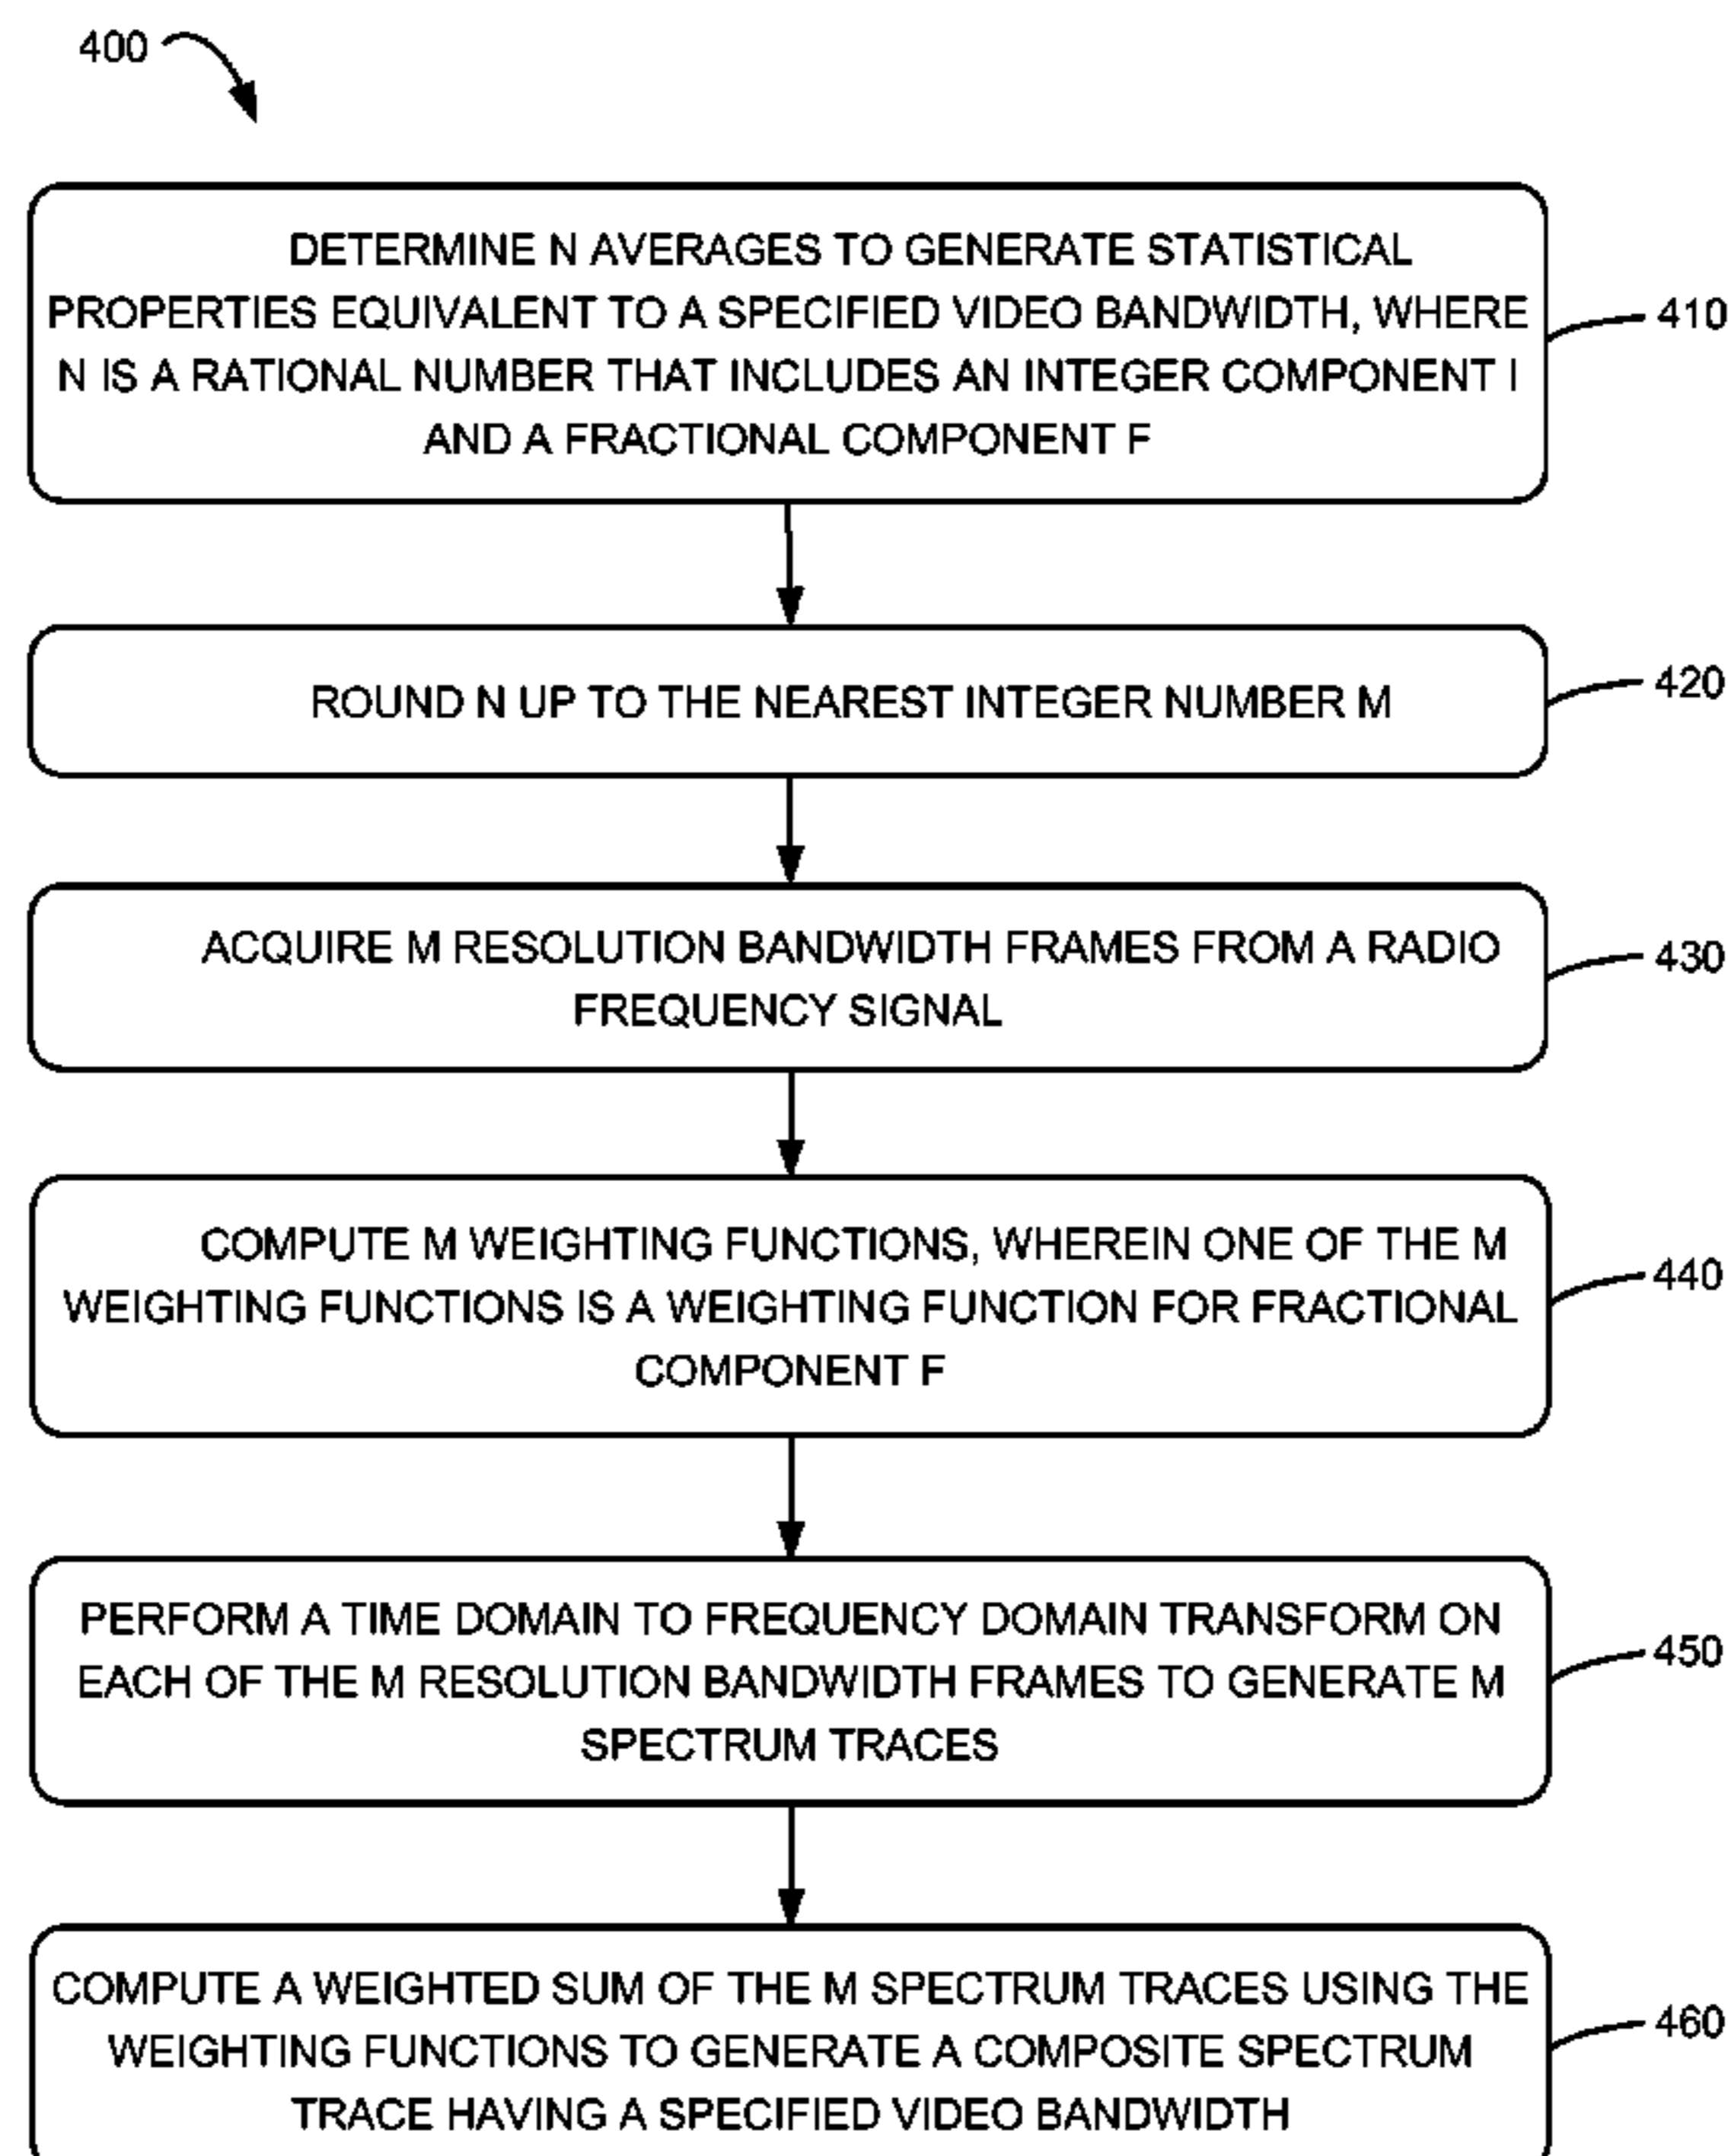 400
DETERMINE N AVERAGES TO GENERATE STATISTICAL
PROPERTIES EQUIVALENT TO A SPECIFIED VIDEO BANDWIDTH, WHERE
N IS A RATIONAL NUMBER THAT INCLUDES AN INTEGER COMPONENT I
AND A FRACTIONAL COMPONENT F
410
ROUND N UP TO THE NEAREST INTEGER NUMBER M
420
ACQUIRE M RESOLUTION BANDWIDTH FRAMES FROM A RADIO
FREQUENCY SIGNAL
430
COMPUTE M WEIGHTING FUNCTIONS, WHEREIN ONE OF THE M
WEIGHTING FUNCTIONS IS A WEIGHTING FUNCTION FOR FRACTIONAL
COMPONENT F
440
PERFORM A TIME DOMAIN TO FREQUENCY DOMAIN TRANSFORM ON
EACH OF THE M RESOLUTION BANDWIDTH FRAMES TO GENERATE M
SPECTRUM TRACES
450
COMPUTE A WEIGHTED SUM OF THE M SPECTRUM TRACES USING THE
WEIGHTING FUNCTIONS TO GENERATE A COMPOSITE SPECTRUM
TRACE HAVING A SPECIFIED VIDEO BANDWIDTH
460